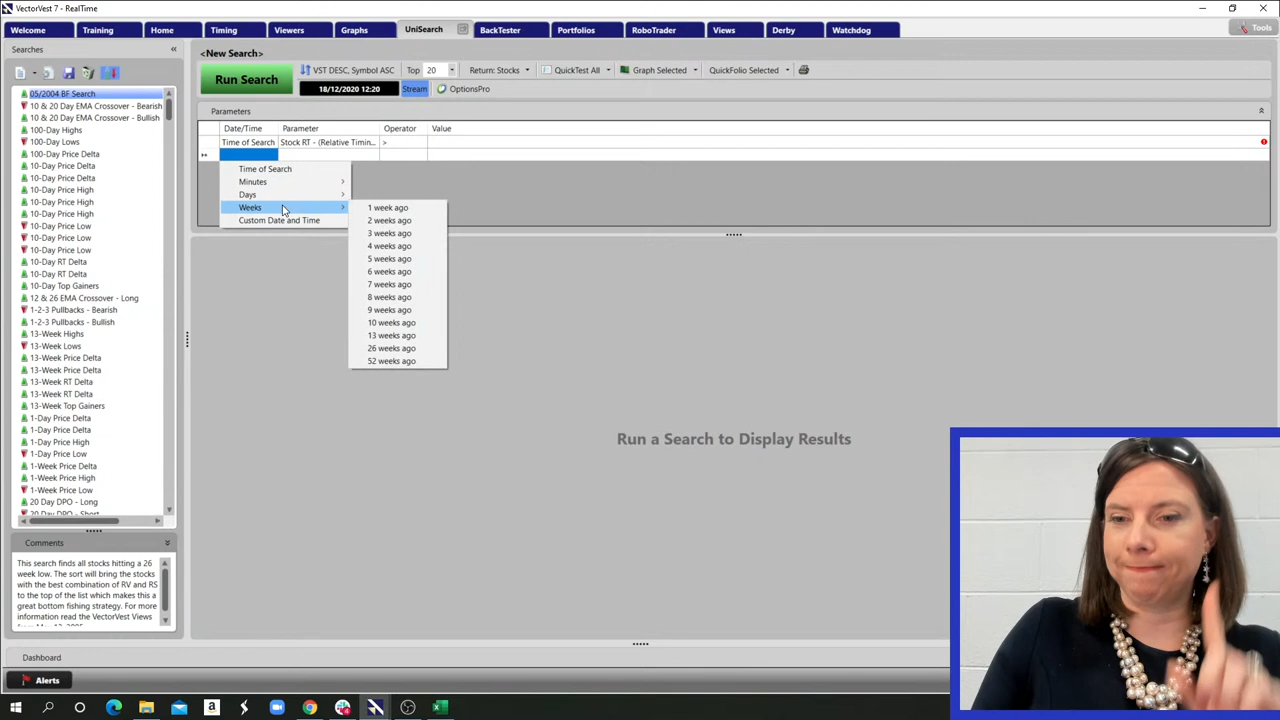 VectorVest 7 - RealTime
Welcome Training Home Timing Viewers Graphs UniSearch BackTester Portfolios RoboTrader Views Derby Watchdog Tools
Searches
<New Search>
Run Search
VST DESC, Symbol ASC Top 20 Return: Stocks QuickTest All Graph Selected QuickFolio Selected
18/12/2020 12:20 Stream OptionsPro
Parameters
Date/Time Parameter Operator Value
Time of Search Stock RT - (Relative Timin... >
Time of Search
Minutes
Days
Weeks
Custom Date and Time
1 week ago
2 weeks ago
3 weeks ago
4 weeks ago
5 weeks ago
6 weeks ago
7 weeks ago
8 weeks ago
9 weeks ago
10 weeks ago
13 weeks ago
26 weeks ago
52 weeks ago
05/2004 BF Search
10 & 20 Day EMA Crossover - Bearish
10 & 20 Day EMA Crossover - Bullish
100-Day Highs
100-Day Lows
100-Day Price Delta
10-Day Price Delta
10-Day Price Delta
10-Day Price High
10-Day Price High
10-Day Price High
10-Day Price Low
10-Day Price Low
10-Day Price Low
10-Day RT Delta
10-Day RT Delta
10-Day Top Gainers
12 & 26 EMA Crossover - Long
1-2-3 Pullbacks - Bearish
1-2-3 Pullbacks - Bullish
13-Week Highs
13-Week Lows
13-Week Price Delta
13-Week Price Delta
13-Week RT Delta
13-Week RT Delta
13-Week Top Gainers
1-Day Price Delta
1-Day Price Delta
1-Day Price High
1-Day Price Low
1-Week Price Delta
1-Week Price High
1-Week Price Low
20 Day DPO - Long
20 Day DPO - Short
Run a Search to Display Results
Comments
This search finds all stocks hitting a 26
week low. The sort will bring the stocks
with the best combination of RV and RS
to the top of the list which makes this a
great bottom fishing strategy. For more
information read the VectorVest Views
Dashboard
Alerts